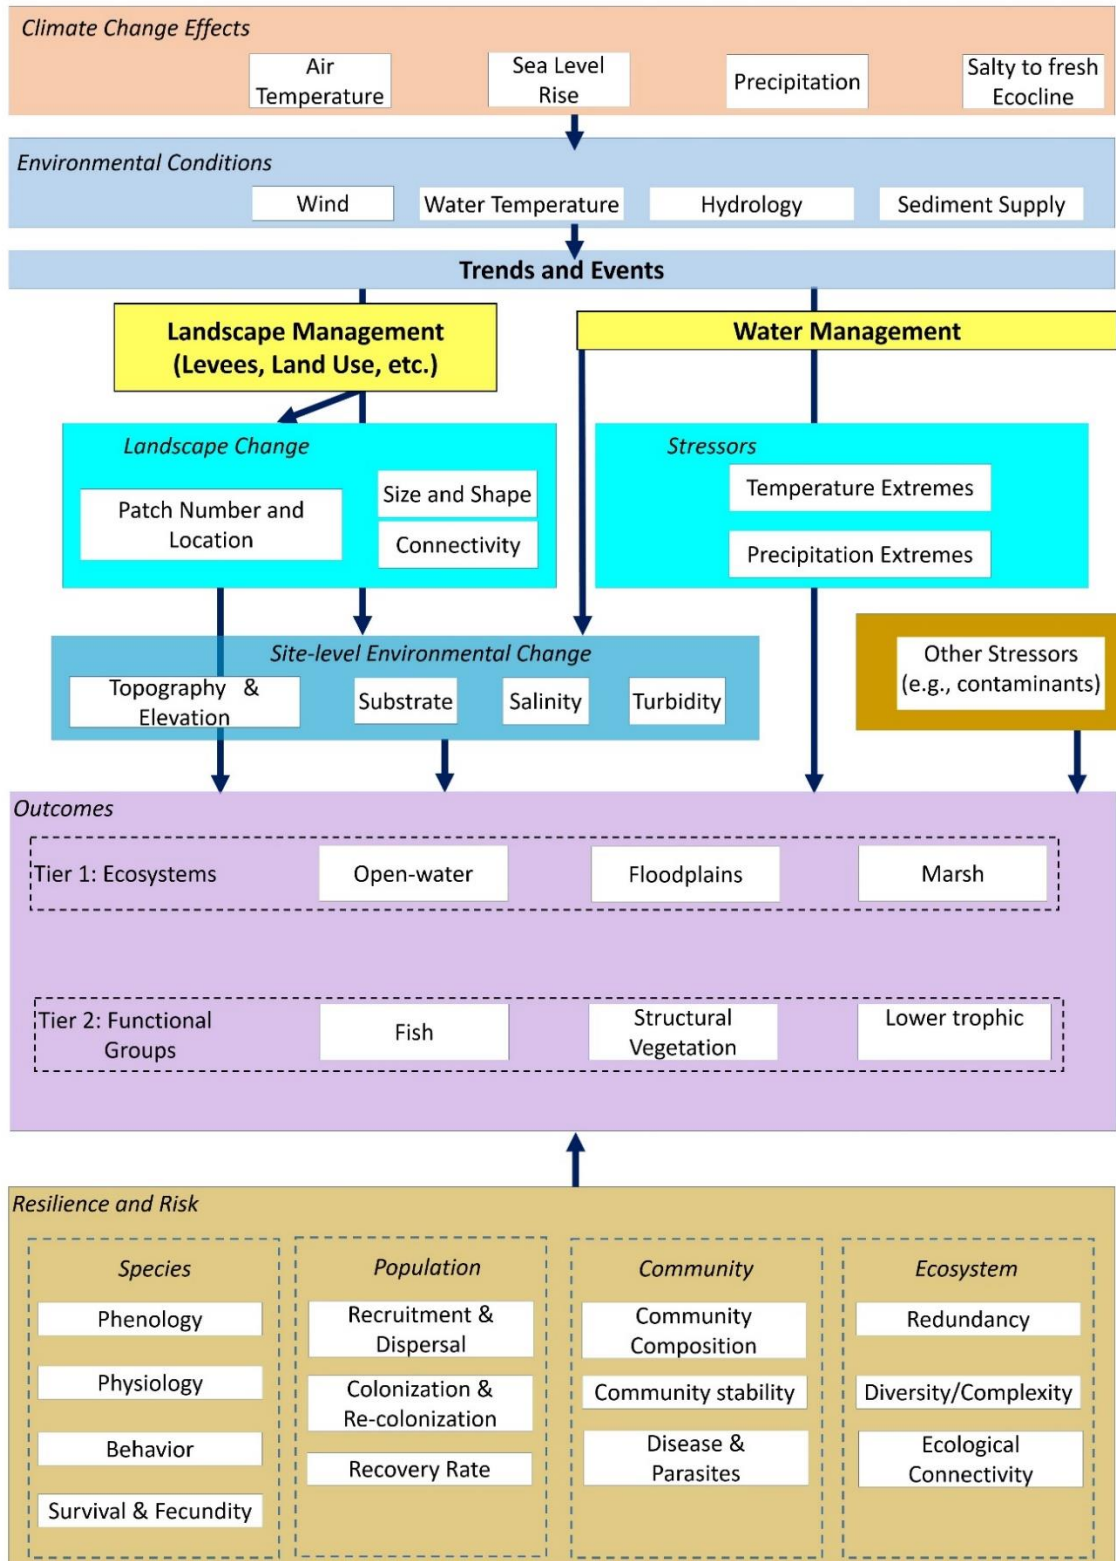 Climate Change Effects
Air
Temperature
Sea Level
Rise
Precipitation
Salty to fresh
Ecocline
Environmental Conditions
Wind
Water Temperature
Hydrology
Sediment Supply
Trends and Events
Landscape Management
(Levees, Land Use, etc.)
Water Management
Landscape Change
Patch Number and
Location
Size and Shape
Connectivity
Stressors
Temperature Extremes
Precipitation Extremes
Site-level Environmental Change
Topography &
Elevation
Substrate
Salinity
Turbidity
Other Stressors
(e.g., contaminants)
Outcomes
Tier 1: Ecosystems
Open-water
Floodplains
Marsh
Tier 2: Functional
Groups
Fish
Structural
Vegetation
Lower trophic
Resilience and Risk
Species
Phenology
Physiology
Behavior
Survival & Fecundity
Population
Recruitment &
Dispersal
Colonization &
Re-colonization
Recovery Rate
Community
Community
Composition
Community stability
Disease &
Parasites
Ecosystem
Redundancy
Diversity/Complexity
Ecological
Connectivity